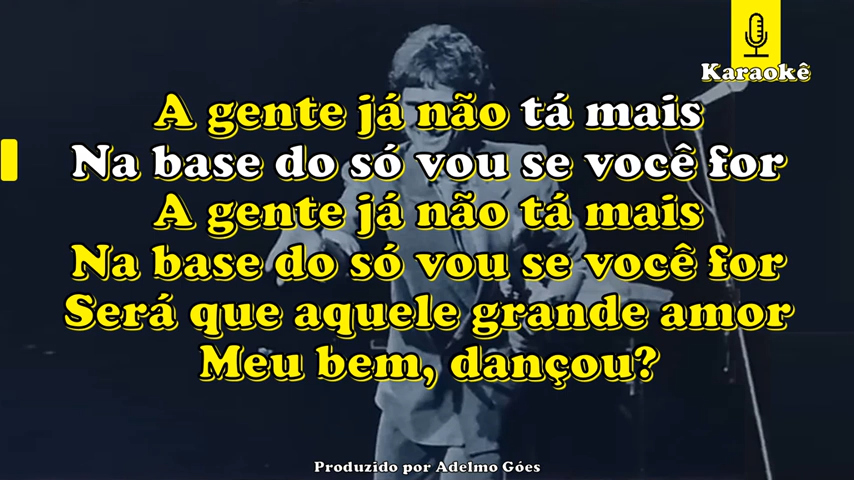 Karaokê
A gente já não tá mais
Na base do só vou se você for
A gente já não tá mais
Na base do só vou se você for
Será que aquele grande amor
Meu bem, dançou?
Produzido por Adelmo Góes